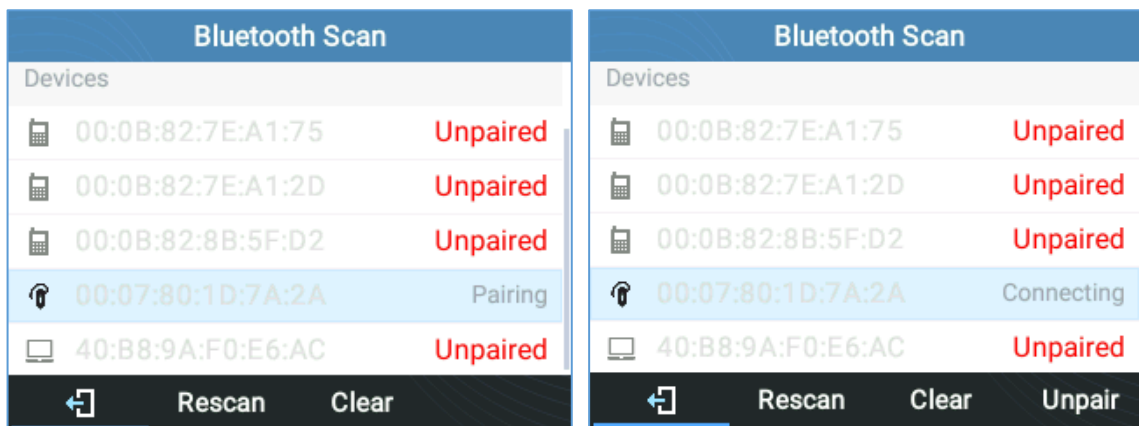 Bluetooth Scan
Devices
00:0B:82:7E:A1:75 Unpaired
00:0B:82:7E:A1:2D Unpaired
00:0B:82:8B:5F:D2 Unpaired
00:07:80:1D:7A:2A Pairing
40:B8:9A:F0:E6:AC Unpaired
Rescan Clear
Bluetooth Scan
Devices
00:0B:82:7E:A1:75 Unpaired
00:0B:82:7E:A1:2D Unpaired
00:0B:82:8B:5F:D2 Unpaired
00:07:80:1D:7A:2A Connecting
40:B8:9A:F0:E6:AC Unpaired
Rescan Clear Unpair